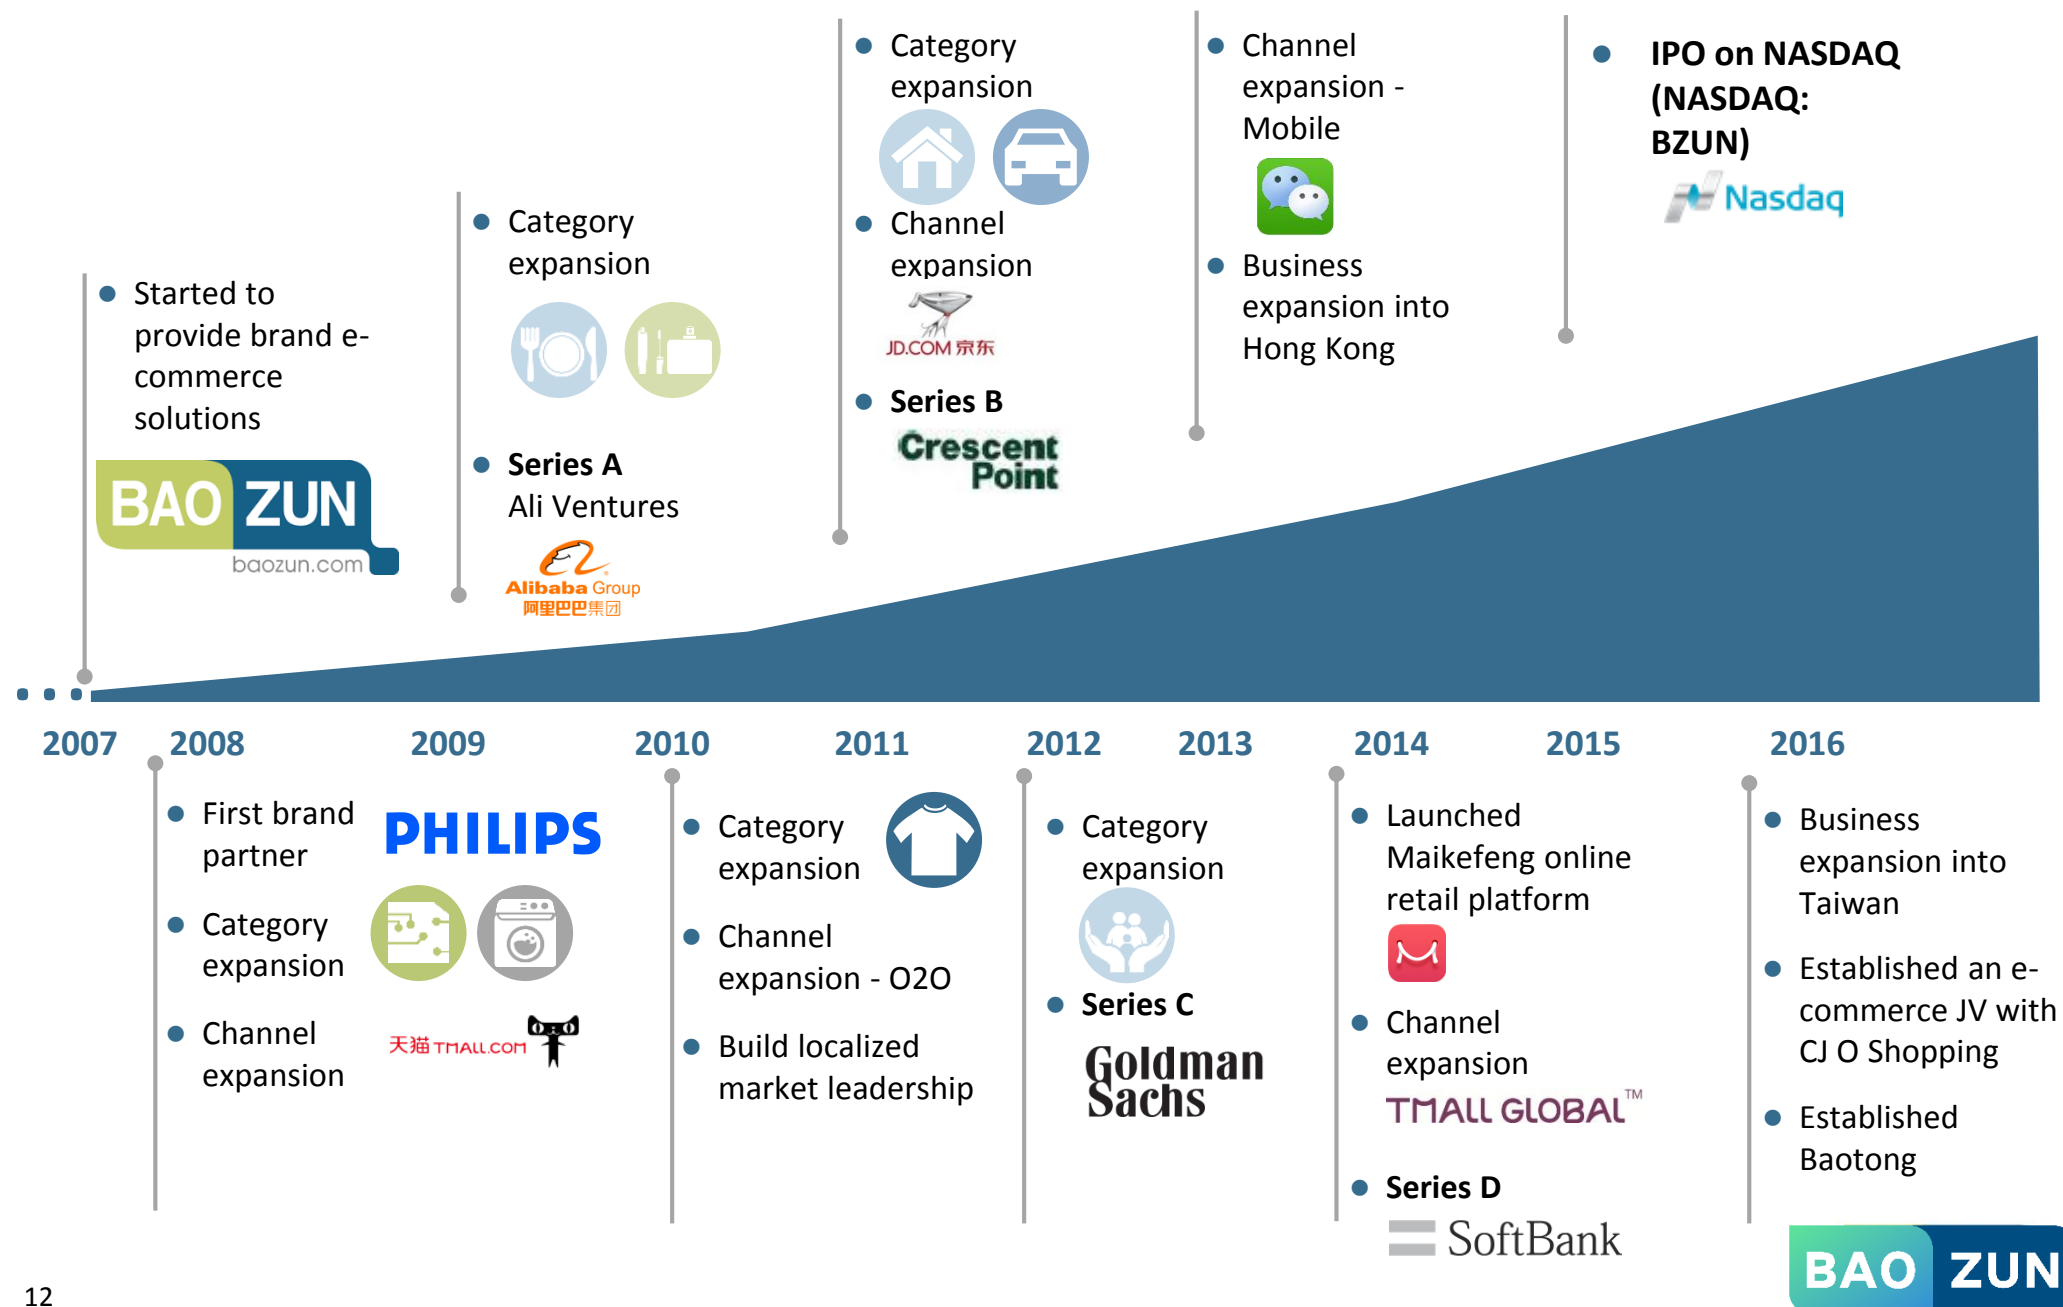 Started to
provide brand e-
commerce
solutions
BAO ZUN
baozun.com
Category
expansion
Series A
Ali Ventures
Alibaba Group
阿里巴巴集团
Category
expansion
Channel
expansion
JD.COM 京东
Series B
Crescent
Point
Channel
expansion -
Mobile
Business
expansion into
Hong Kong
IPO on NASDAQ
(NASDAQ:
BZUN)
Nasdaq
2007 2008 2009 2010 2011 2012 2013 2014 2015 2016
First brand
partner
PHILIPS
Category
expansion
Channel
expansion
天猫 TMALL.COM
Category
expansion
Channel
expansion - O2O
Build localized
market leadership
Category
expansion
Series C
Goldman
Sachs
Launched
Maikefeng online
retail platform
Channel
expansion
TMALL GLOBAL™
Series D
SoftBank
Business
expansion into
Taiwan
Established an e-
commerce JV with
CJ O Shopping
Established
Baotong
BAO ZUN
12